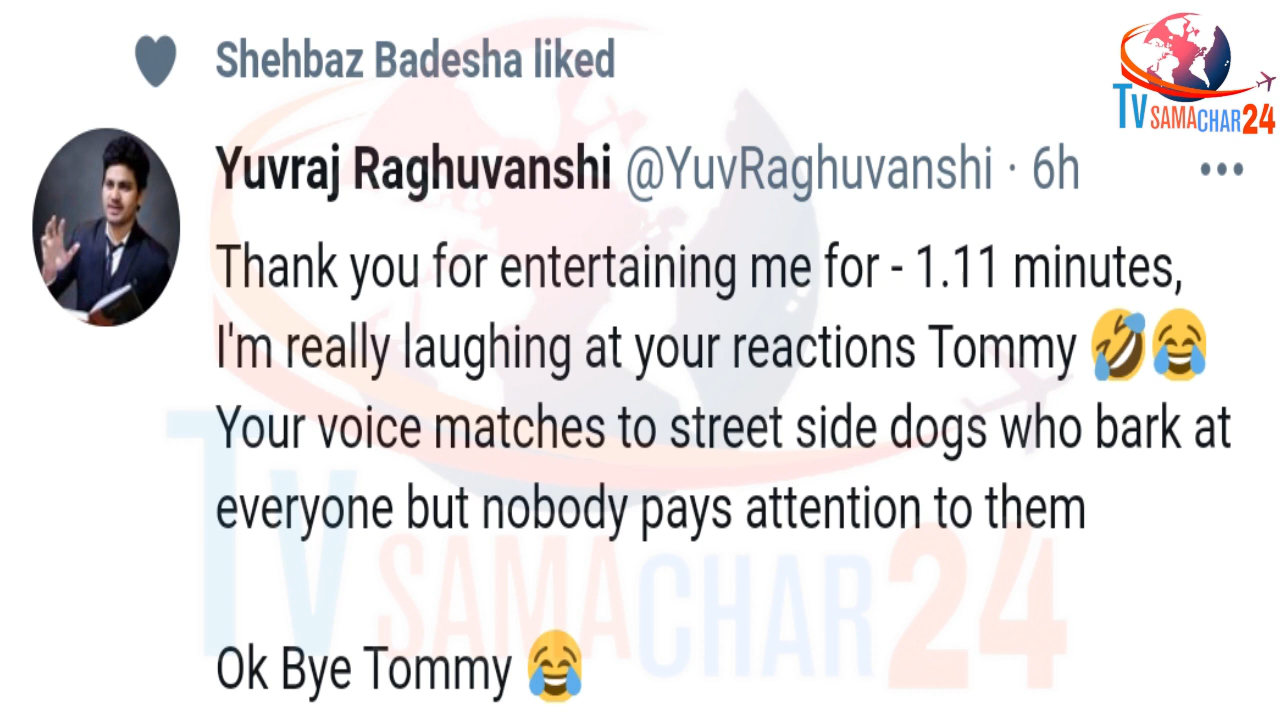 Shehbaz Badesha liked
TV SAMACHAR24
Yuvraj Raghuvanshi @YuvRaghuvanshi · 6h
Thank you for entertaining me for - 1.11 minutes,
I'm really laughing at your reactions Tommy 🤣😂
Your voice matches to street side dogs who bark at
everyone but nobody pays attention to them
Ok Bye Tommy 😂
TV SAMACHAR24